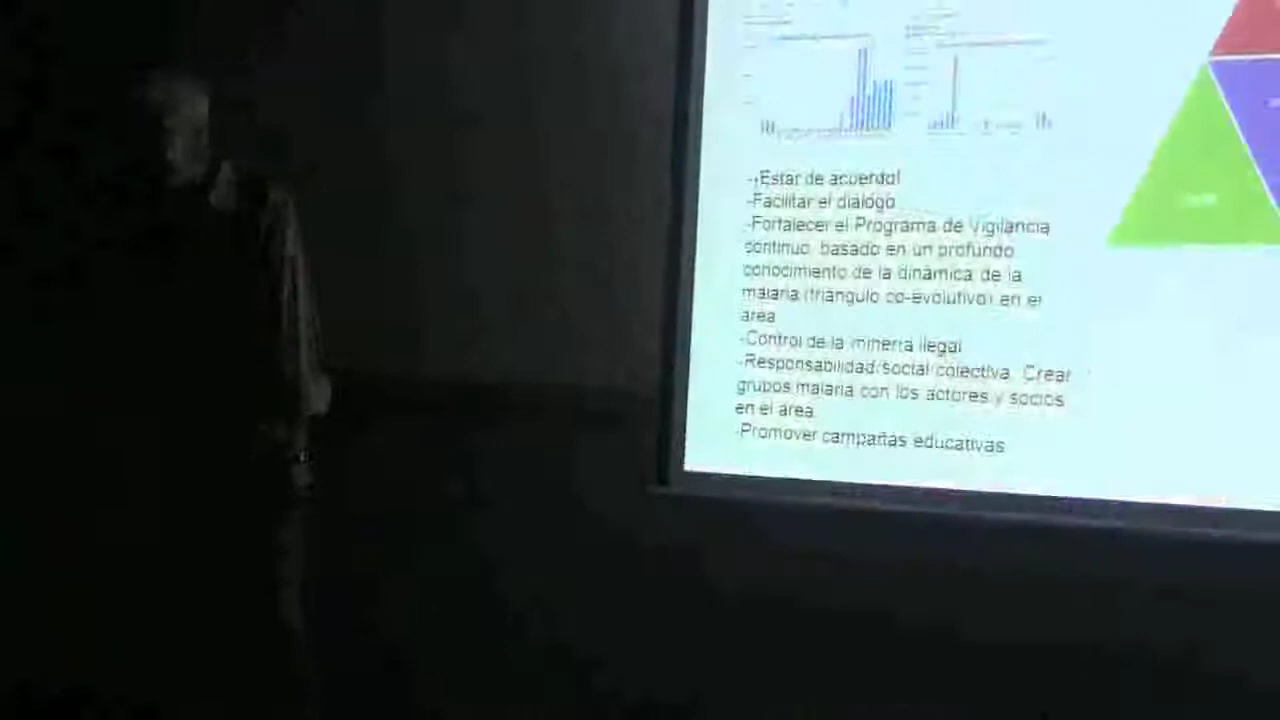 -¡Estar de acuerdo!
-Facilitar el dialogo
-Fortalecer el Programa de Vigilancia
continuo, basado en un profundo
conocimiento de la dinámica de la
malaria (triángulo co-evolutivo) en el
area
-Control de la minería ilegal
-Responsabilidad social colectiva. Crear
grupos malaria con los actores y socios
en el area.
-Promover campañas educativas